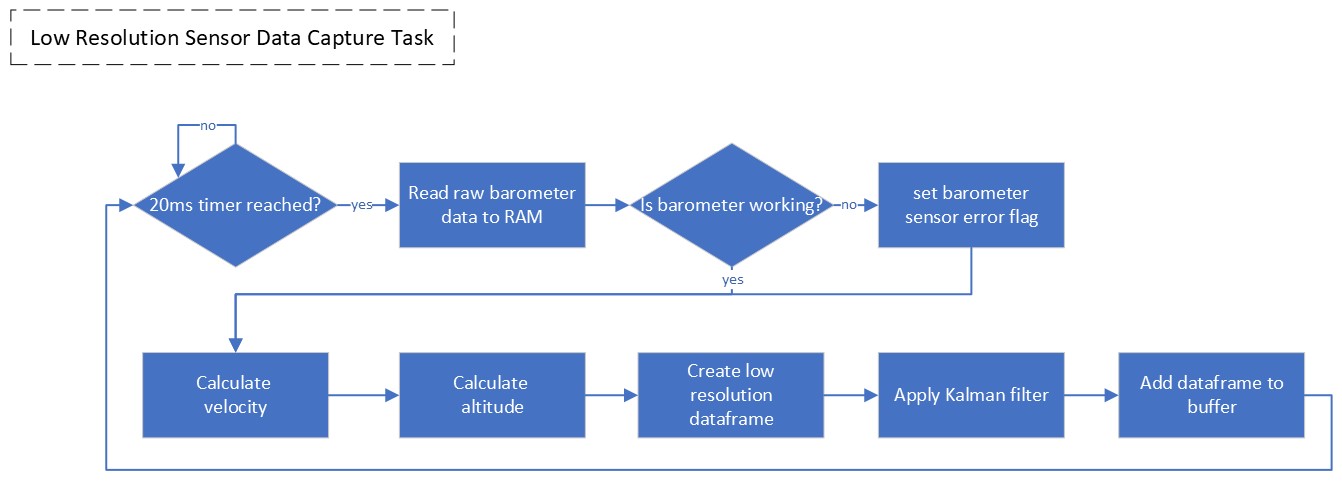 Low Resolution Sensor Data Capture Task
no
20ms timer reached?
yes
Read raw barometer
data to RAM
Is barometer working?
no
set barometer
sensor error flag
yes
Calculate
velocity
Calculate
altitude
Create low
resolution
dataframe
Apply Kalman filter
Add dataframe to
buffer